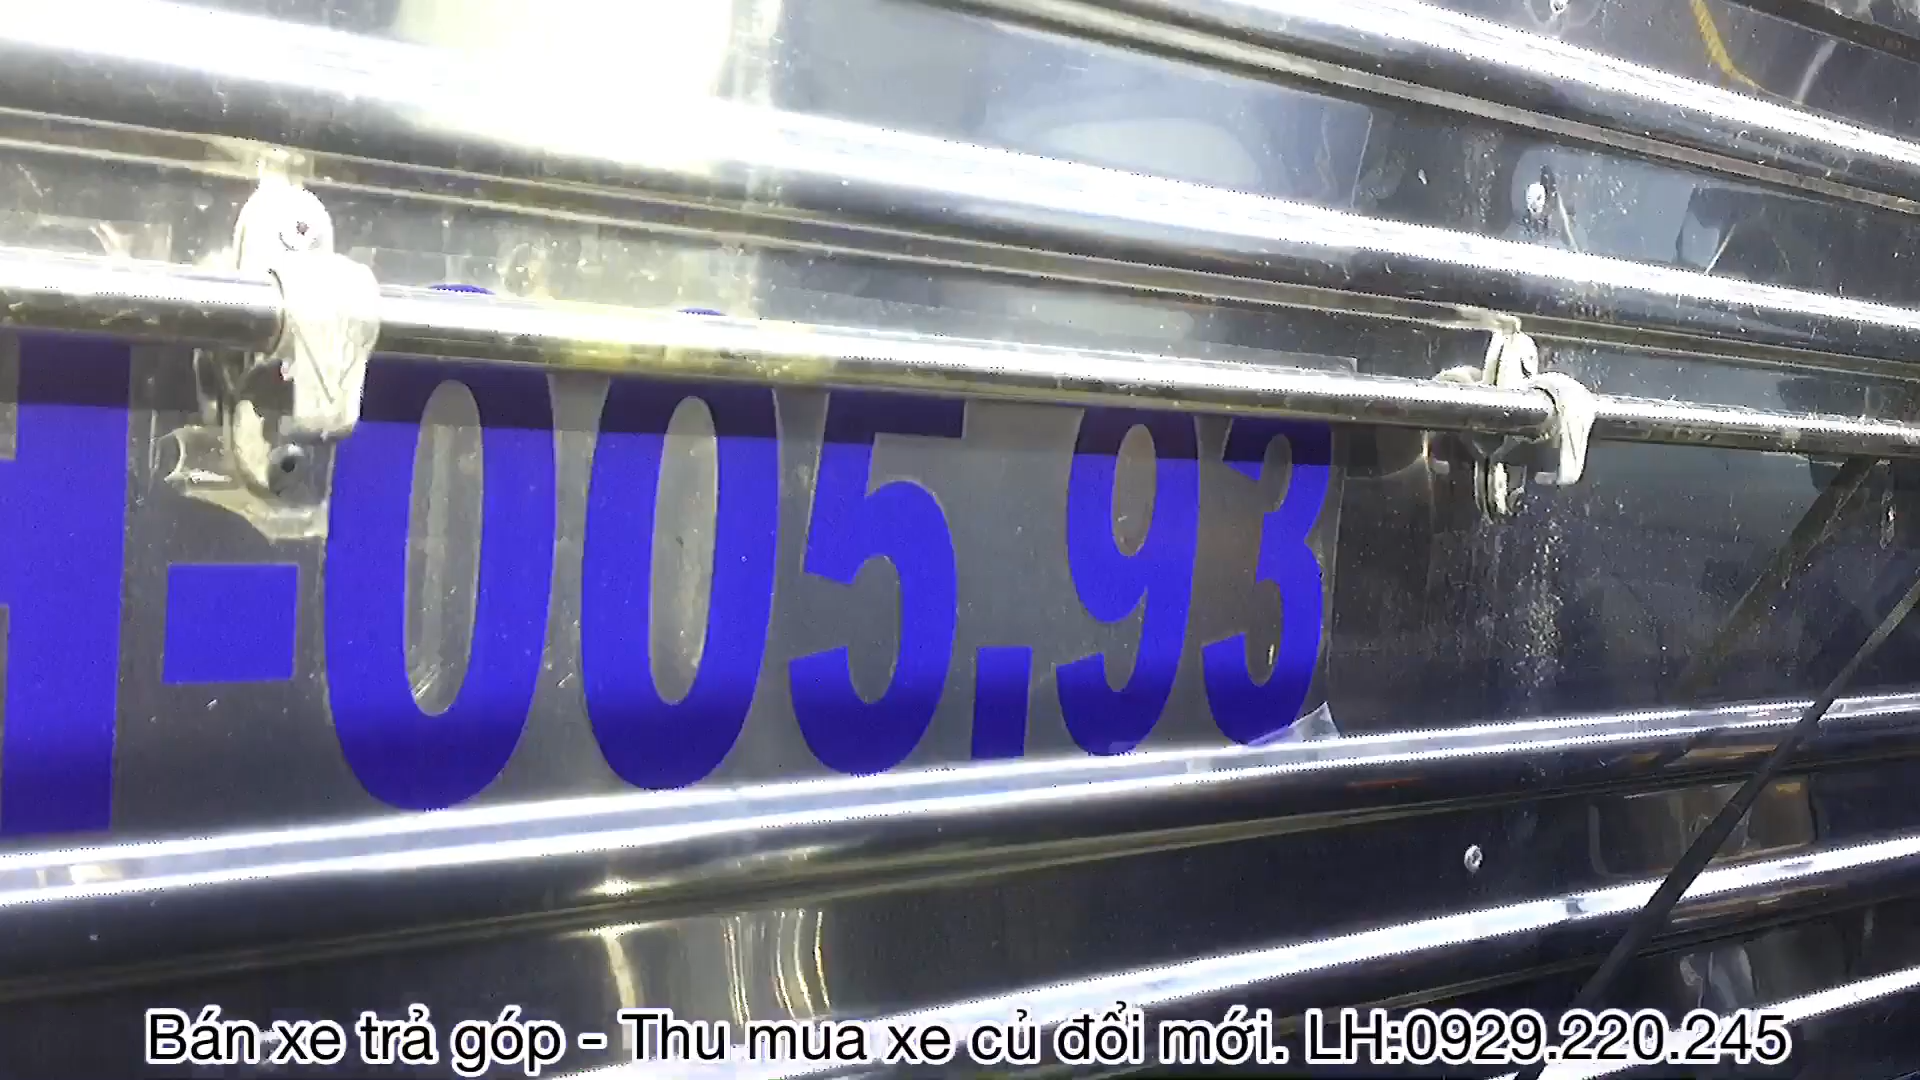 H-005.93
Bán xe trả góp - Thu mua xe củ đổi mới. LH:0929.220.245